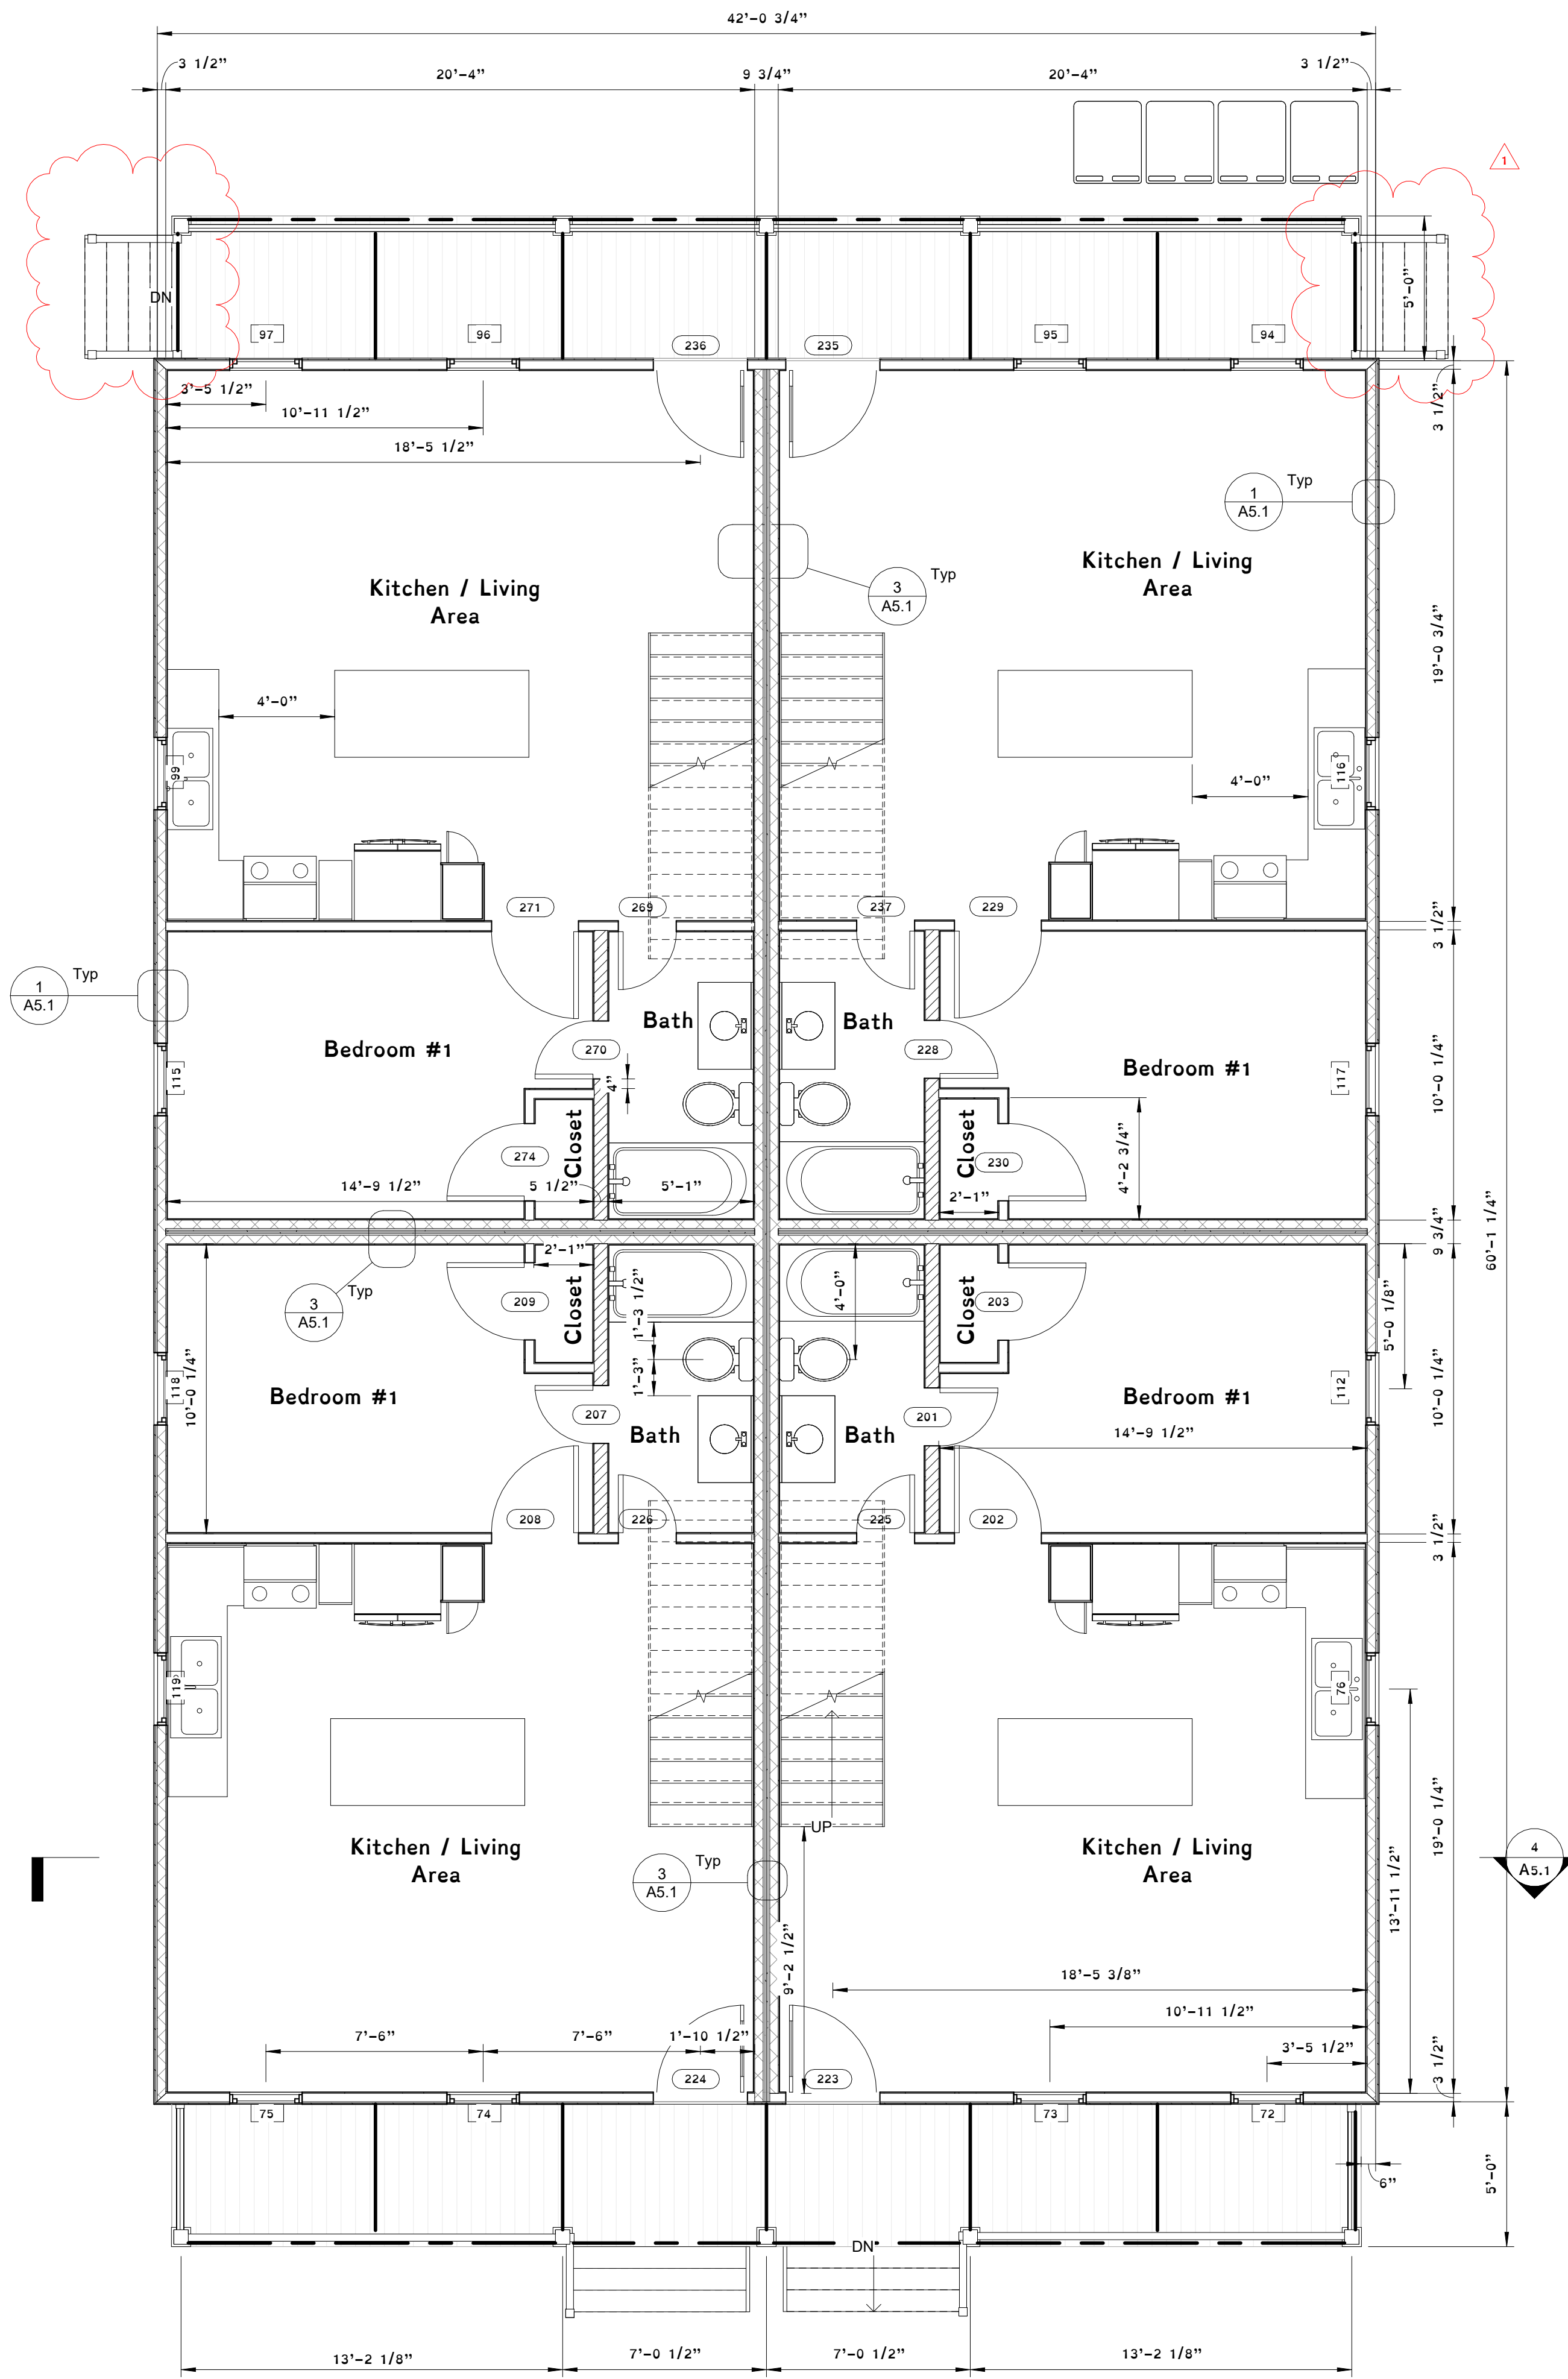 42'-0 3/4"
3 1/2"
20'-4"
9 3/4"
20'-4"
3 1/2"
1
DN
5'-0"
97
96
236
235
95
94
3'-5 1/2"
10'-11 1/2"
18'-5 1/2"
3 1/2"
1
A5.1
Typ
3
A5.1
Typ
Kitchen / Living
Area
Kitchen / Living
Area
19'-0 3/4"
4'-0"
4'-0"
99
116
271
269
237
229
3 1/2"
1
A5.1
Typ
Bath
Bath
Bedroom #1
270
228
Bedroom #1
115
117
4"
10'-0 1/4"
Closet
Closet
274
230
4'-2 3/4"
14'-9 1/2"
5 1/2"
5'-1"
2'-1"
9 3/4"
60'-1 1/4"
2'-1"
3
A5.1
Typ
209
Closet
1'-3 1/2"
4'-0"
Closet
203
5'-0 1/8"
118
10'-0 1/4"
Bedroom #1
1'-3"
Bedroom #1
112
10'-0 1/4"
207
201
Bath
Bath
14'-9 1/2"
208
226
225
202
3 1/2"
119
76
UP
Kitchen / Living
Area
Kitchen / Living
Area
3
A5.1
Typ
4
A5.1
19'-0 1/4"
13'-11 1/2"
9'-2 1/2"
18'-5 3/8"
10'-11 1/2"
7'-6"
7'-6"
1'-10 1/2"
3'-5 1/2"
3 1/2"
224
223
75
74
73
72
6"
5'-0"
DN
13'-2 1/8"
7'-0 1/2"
7'-0 1/2"
13'-2 1/8"